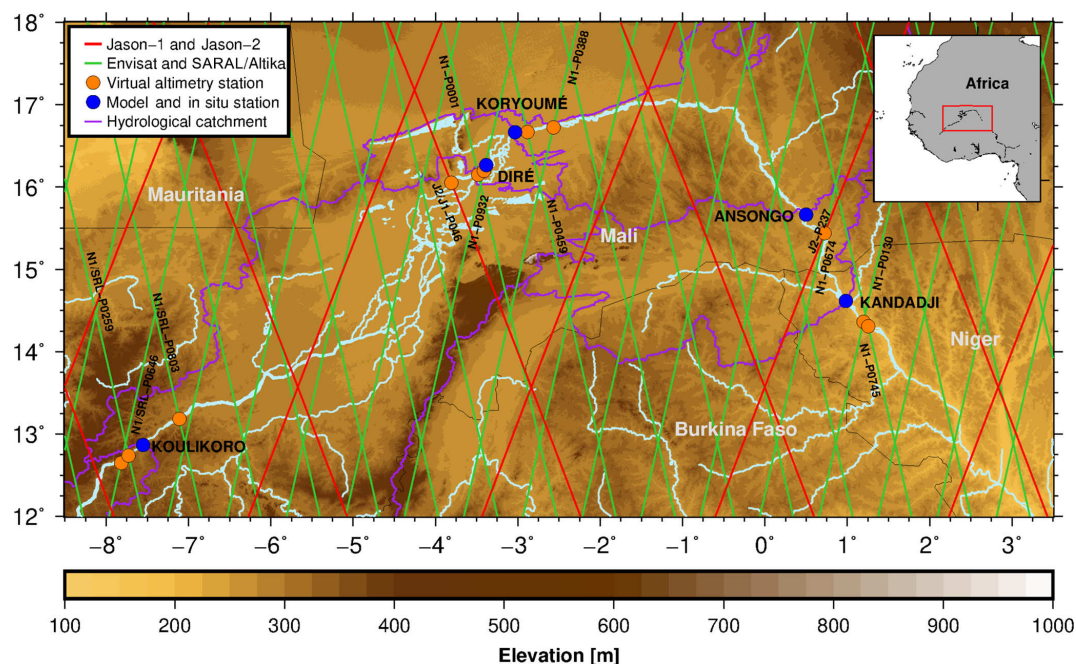 18°
17°
16°
15°
14°
13°
12°
Jason-1 and Jason-2
Envisat and SARAL/Altika
Virtual altimetry station
Model and in situ station
Hydrological catchment
Africa
N1-P0001
N1-P0388
KORYOUMÉ
DIRÉ
Mauritania
J2/J1-P046
N1-P0932
N1-P0459
Mali
ANSONGO
J2-P237
N1-P0674
N1-P0130
KANDADJI
Niger
N1-P0745
N1/SRL-P0259
N1/SRL-P0803
N1/SRL-P0646
KOULIKORO
Burkina Faso
−8° −7° −6° −5° −4° −3° −2° −1° 0° 1° 2° 3°
100 200 300 400 500 600 700 800 900 1000
Elevation [m]